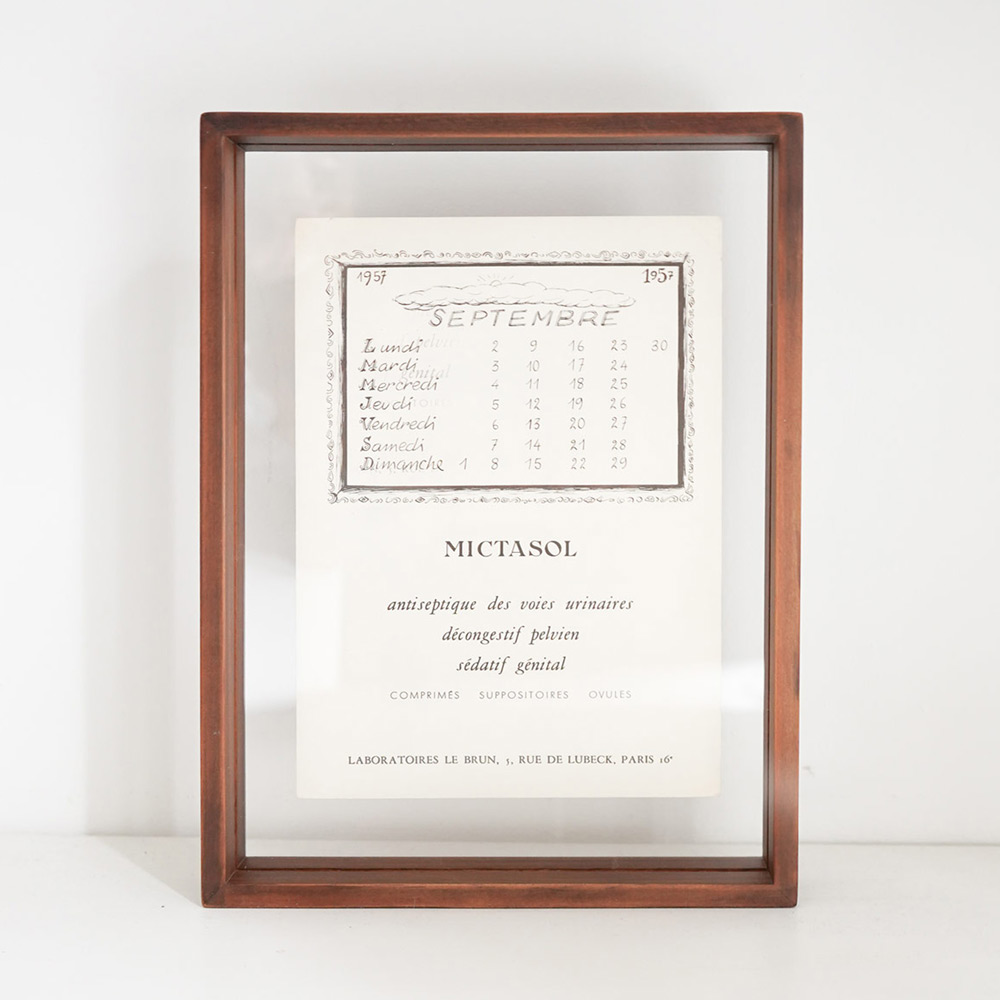 1957 1957
SEPTEMBRE
Lundi 2 9 16 23 30
Mardi 3 10 17 24
Mercredi 4 11 18 25
Jeudi 5 12 19 26
Vendredi 6 13 20 27
Samedi 7 14 21 28
Dimanche 1 8 15 22 29
MICTASOL
antiseptique des voies urinaires
décongestif pelvien
sédatif génital
COMPRIMÉS SUPPOSITOIRES OVULES
LABORATOIRES LE BRUN, 5, RUE DE LUBECK, PARIS 16ᵉ